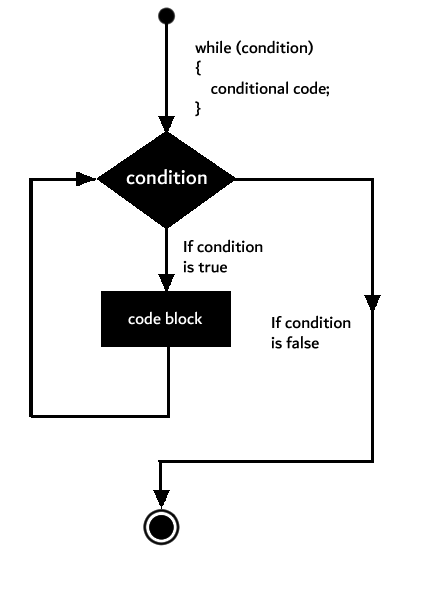 while (condition)
{
conditional code;
}
condition
If condition
is true
code block
If condition
is false